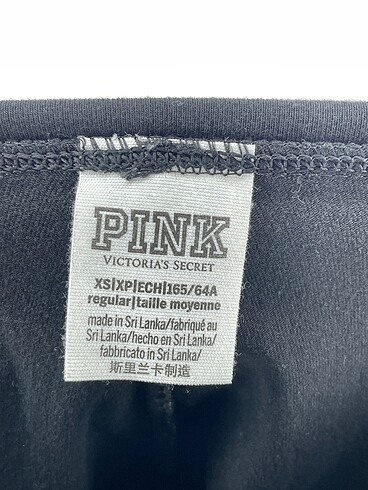 PINK
VICTORIA'S SECRET
XS|XP|ECH|165/64A
regular|taille moyenne
made in Sri Lanka/fabriqué au
Sri Lanka/hecho en Sri Lanka/
fabbricato in Sri Lanka/
斯里兰卡制造